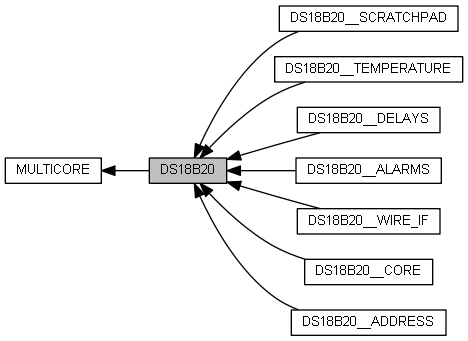 DS18B20__SCRATCHPAD
DS18B20__TEMPERATURE
DS18B20__DELAYS
MULTICORE
DS18B20
DS18B20__ALARMS
DS18B20__WIRE_IF
DS18B20__CORE
DS18B20__ADDRESS